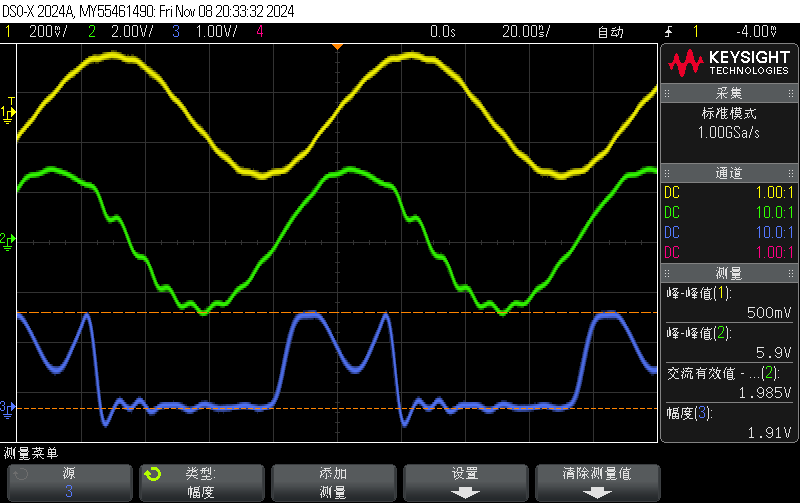 DSO-X 2024A, MY55461490: Fri Nov 08 20:33:32 2024
1 200mV/ 2 2.00V/ 3 1.00V/ 4 0.0s 20.00ns/ 自动 1 -4.00mV
KEYSIGHT
TECHNOLOGIES
采集
标准模式
1.00GSa/s
通道
DC 1.00:1
DC 10.0:1
DC 10.0:1
DC 1.00:1
测量
峰-峰值(1):
500mV
峰-峰值(2):
5.9V
交流有效值 - ...(2):
1.985V
幅度(3):
1.91V
T
1
2
3
测量菜单
源
3
类型:
幅度
添加
测量
设置
清除测量值